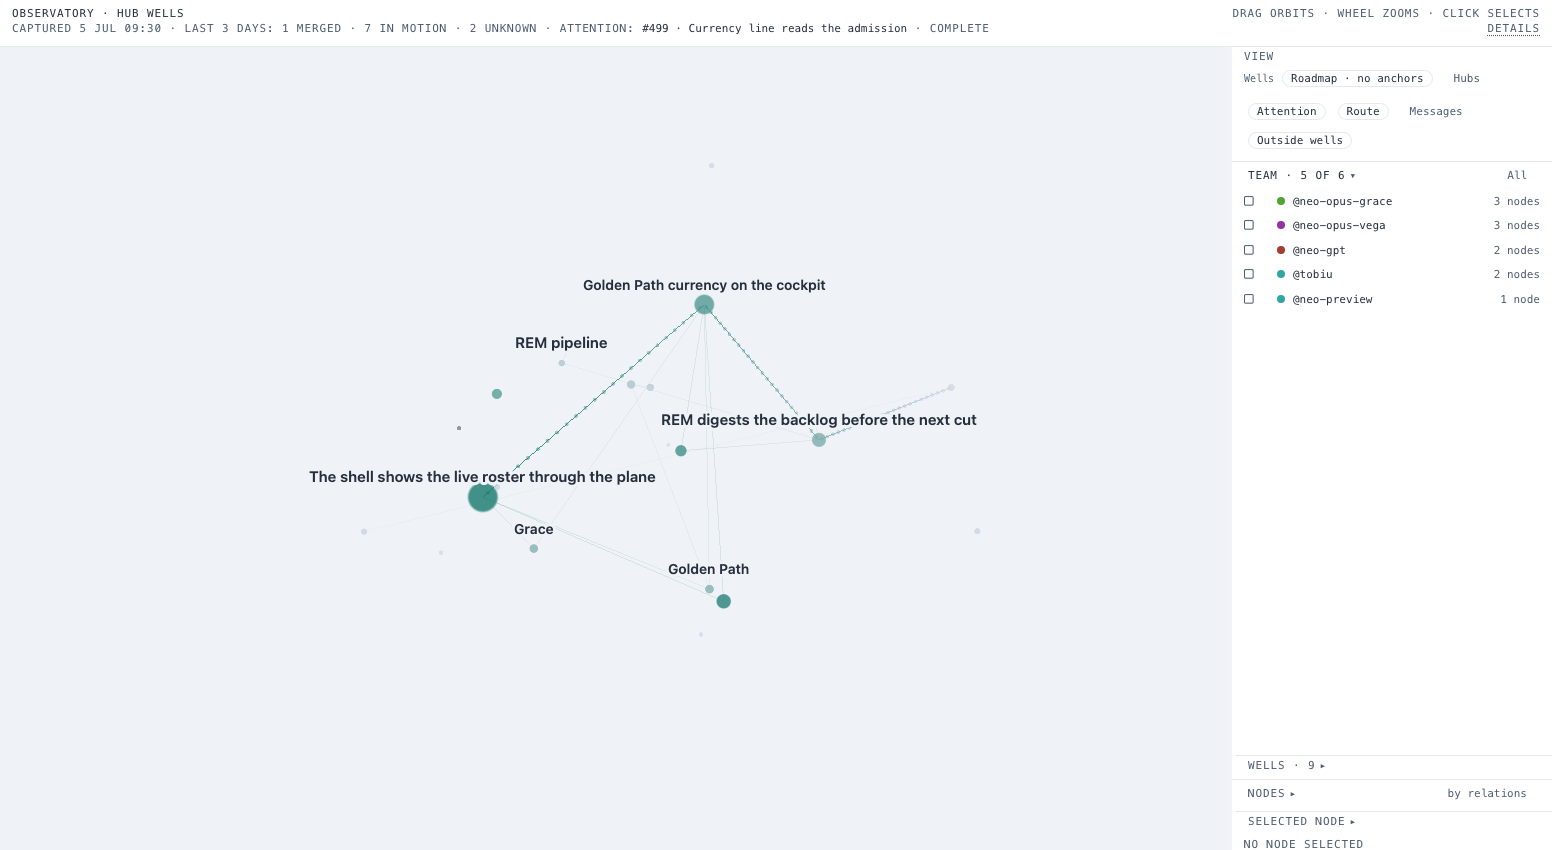 OBSERVATORY · HUB WELLS
DRAG ORBITS · WHEEL ZOOMS · CLICK SELECTS
CAPTURED 5 JUL 09:30 · LAST 3 DAYS: 1 MERGED · 7 IN MOTION · 2 UNKNOWN · ATTENTION: #499 · Currency line reads the admission · COMPLETE
DETAILS
Golden Path currency on the cockpit
REM pipeline
REM digests the backlog before the next cut
The shell shows the live roster through the plane
Grace
Golden Path
VIEW
Wells Roadmap · no anchors Hubs
Attention Route Messages
Outside wells
TEAM · 5 OF 6 ▾ All
@neo-opus-grace 3 nodes
@neo-opus-vega 3 nodes
@neo-gpt 2 nodes
@tobiu 2 nodes
@neo-preview 1 node
WELLS · 9 ▸
NODES ▸ by relations
SELECTED NODE ▸
NO NODE SELECTED